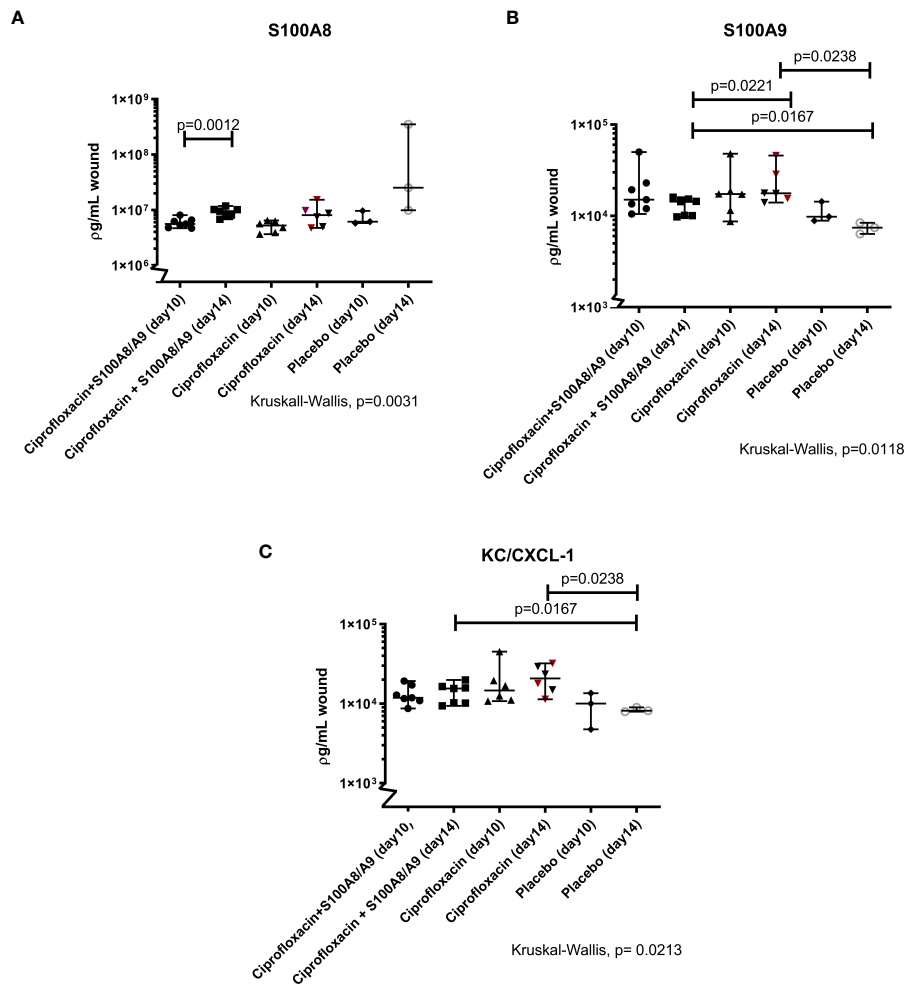 A
S100A8
ρg/mL wound
1×10⁹
1×10⁸
1×10⁷
1×10⁶
p=0.0012
Ciprofloxacin+S100A8/A9 (day10)
Ciprofloxacin + S100A8/A9 (day14)
Ciprofloxacin (day10)
Ciprofloxacin (day14)
Placebo (day10)
Placebo (day14)
Kruskall-Wallis, p=0.0031
B
S100A9
ρg/mL wound
1×10⁵
1×10⁴
1×10³
p=0.0238
p=0.0221
p=0.0167
Ciprofloxacin+S100A8/A9 (day10)
Ciprofloxacin + S100A8/A9 (day14)
Ciprofloxacin (day10)
Ciprofloxacin (day14)
Placebo (day10)
Placebo (day14)
Kruskal-Wallis, p=0.0118
C
KC/CXCL-1
ρg/mL wound
1×10⁵
1×10⁴
1×10³
p=0.0238
p=0.0167
Ciprofloxacin+S100A8/A9 (day10,
Ciprofloxacin + S100A8/A9 (day14)
Ciprofloxacin (day10)
Ciprofloxacin (day14)
Placebo (day10)
Placebo (day14)
Kruskal-Wallis, p= 0.0213